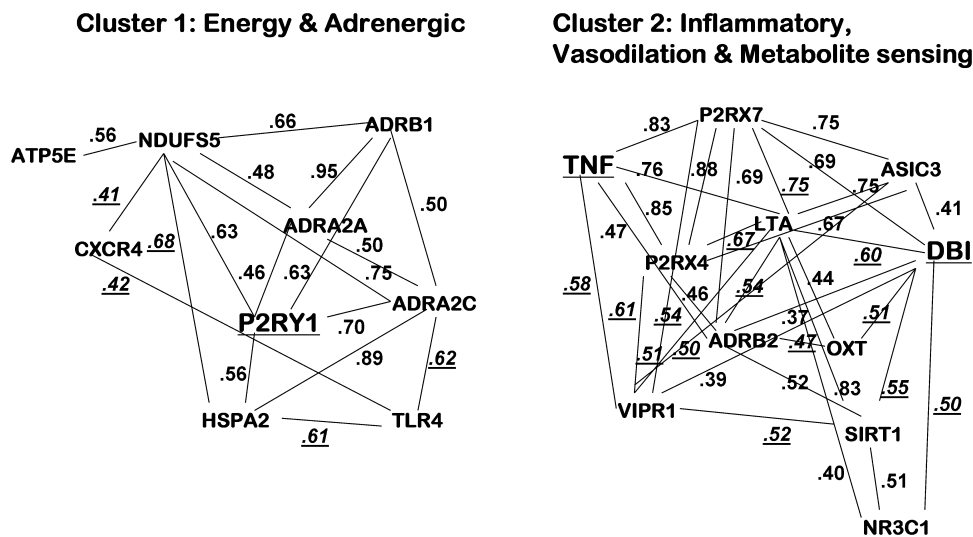 Cluster 1: Energy & Adrenergic
Cluster 2: Inflammatory,
Vasodilation & Metabolite sensing
ATP5E
.56
NDUFS5
.66
ADRB1
.48
.95
.41
.50
CXCR4
.68
.63
ADRA2A
.50
.42
.46
.63
.75
ADRA2C
P2RY1
.70
.89
.62
.56
HSPA2
.61
TLR4
P2RX7
.83
.75
TNF
.76
.88
.69
.75
.69
.75
ASIC3
.85
.41
.47
LTA
.67
.67
DBI
P2RX4
.60
.58
.46
.54
.44
.61
.54
.37
.51
ADRB2
.47
OXT
.51
.50
.39
.52
.83
.55
VIPR1
.50
.52
SIRT1
.40
.51
NR3C1